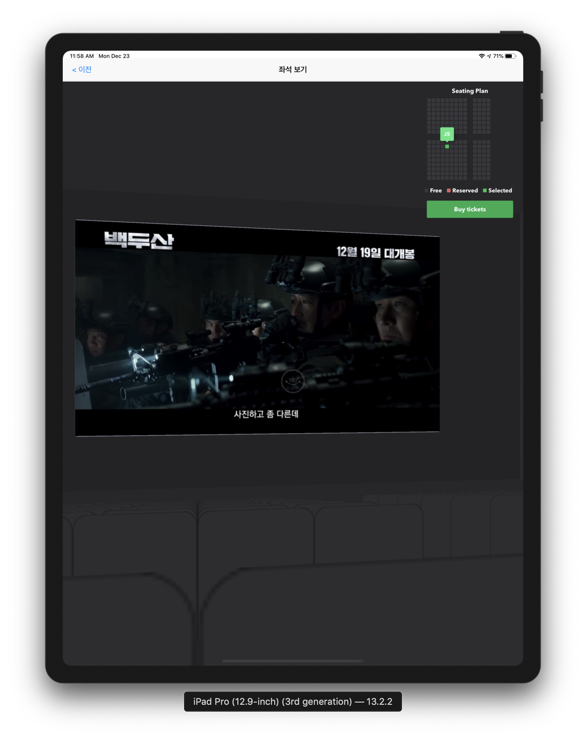 11:58 AM Mon Dec 23
71%
< 이전
좌석 보기
Seating Plan
Free Reserved Selected
Buy tickets
백두산
12월 19일 대개봉
사진하고 좀 다른데
iPad Pro (12.9-inch) (3rd generation) — 13.2.2